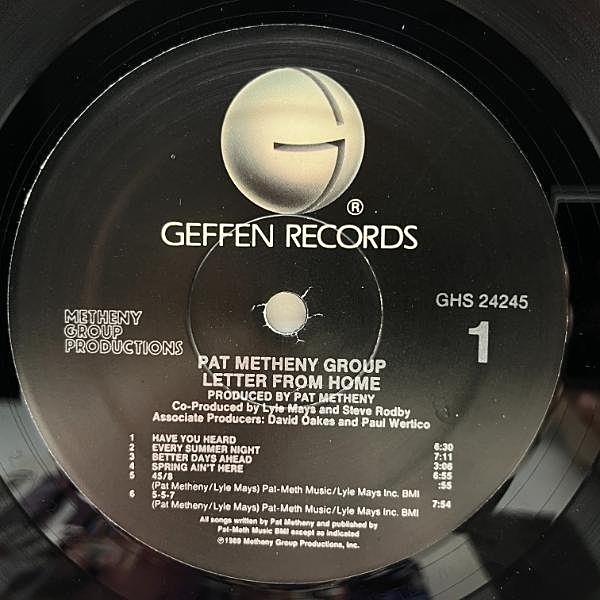 G
®
GEFFEN RECORDS
METHENY
GROUP
PRODUCTIONS
GHS 24245
1
PAT METHENY GROUP
LETTER FROM HOME
PRODUCED BY PAT METHENY
Co-Produced by Lyle Mays and Steve Rodby
Associate Producers: David Oakes and Paul Wertico
1 HAVE YOU HEARD 6:30
2 EVERY SUMMER NIGHT 7:11
3 BETTER DAYS AHEAD 3:06
4 SPRING AIN'T HERE 6:55
5 45/8 :55
(Pat Metheny/Lyle Mays) Pat-Meth Music/Lyle Mays Inc. BMI
6 5-5-7 7:54
(Pat Metheny/Lyle Mays) Pat-Meth Music/Lyle Mays Inc. BMI
All songs written by Pat Metheny and published by
Pat-Meth Music BMI except as indicated
℗1989 Metheny Group Productions, Inc.